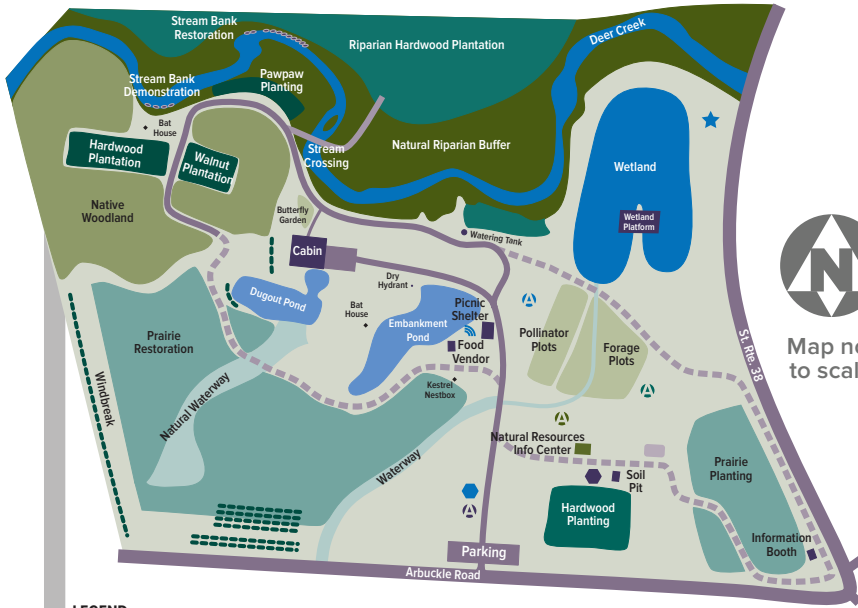 Stream Bank
Restoration
Riparian Hardwood Plantation
Deer Creek
Stream Bank
Demonstration
Pawpaw
Planting
Bat
House
Hardwood
Plantation
Walnut
Plantation
Stream
Crossing
Natural Riparian Buffer
Wetland
Native
Woodland
Butterfly
Garden
Wetland
Platform
Watering Tank
Cabin
N
Dry
Hydrant
Dugout Pond
Bat
House
Picnic
Shelter
Embankment
Pond
Food
Vendor
Pollinator
Plots
Forage
Plots
St. Rte. 38
Map no
to scal
Prairie
Restoration
Windbreak
Natural Waterway
Kestrel
Nestbox
Waterway
Natural Resources
Info Center
Soil
Pit
Prairie
Planting
Hardwood
Planting
Information
Booth
Parking
Arbuckle Road
LEGEND